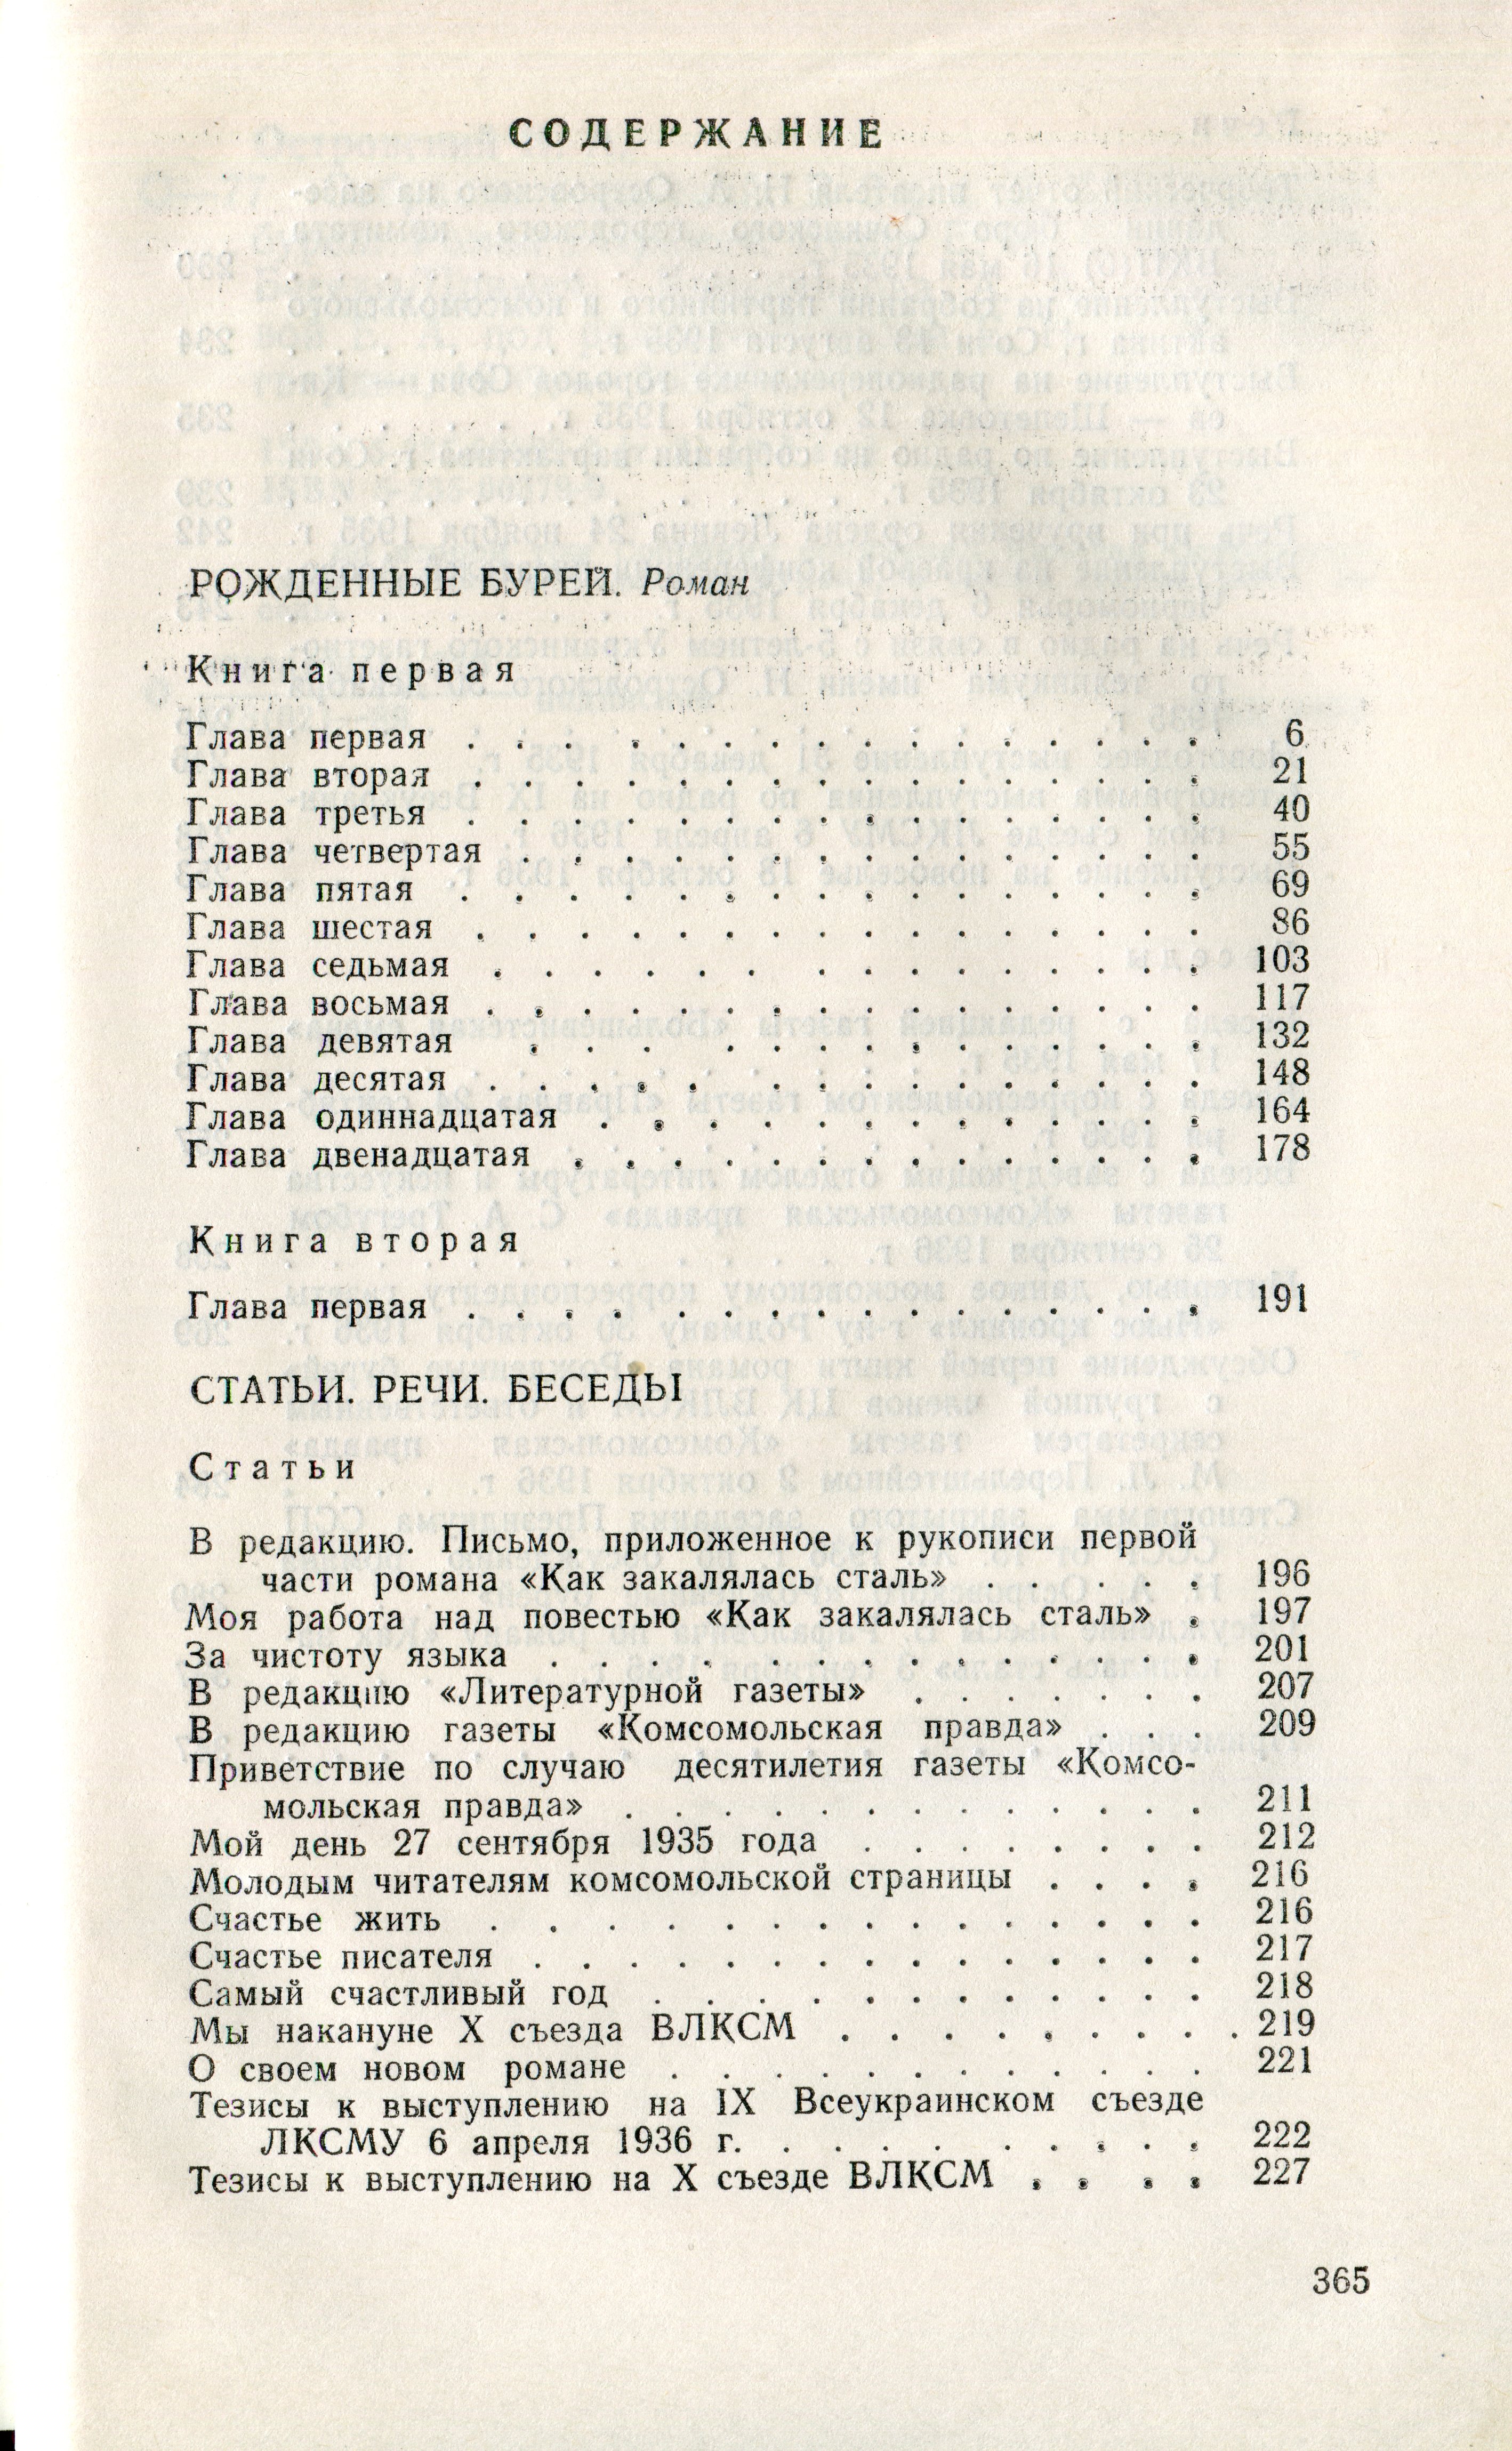 СОДЕРЖАНИЕ
РОЖДЕННЫЕ БУРЕЙ. Роман
Книга первая
Глава первая . . . . . . . . . . . . . . . . 6
Глава вторая . . . . . . . . . . . . . . . . 21
Глава третья . . . . . . . . . . . . . . . . 40
Глава четвертая . . . . . . . . . . . . . . . 55
Глава пятая . . . . . . . . . . . . . . . . 69
Глава шестая . . . . . . . . . . . . . . . . 86
Глава седьмая . . . . . . . . . . . . . . . 103
Глава восьмая . . . . . . . . . . . . . . . 117
Глава девятая . . . . . . . . . . . . . . 132
Глава десятая . . . . . . . . . . . . . . . 148
Глава одиннадцатая . . . . . . . . . . . . . 164
Глава двенадцатая . . . . . . . . . . . . . . 178
Книга вторая
Глава первая . . . . . . . . . . . . . . . . 191
СТАТЬИ. РЕЧИ. БЕСЕДЫ
Статьи
В редакцию. Письмо, приложенное к рукописи первой
части романа «Как закалялась сталь» . . . . . 196
Моя работа над повестью «Как закалялась сталь» . 197
За чистоту языка . . . . . . . . . . . . . . 201
В редакцию «Литературной газеты» . . . . . . . 207
В редакцию газеты «Комсомольская правда» . . . 209
Приветствие по случаю десятилетия газеты «Комсо-
мольская правда» . . . . . . . . . . . . . 211
Мой день 27 сентября 1935 года . . . . . . . . 212
Молодым читателям комсомольской страницы . . . . 216
Счастье жить . . . . . . . . . . . . . . . 216
Счастье писателя . . . . . . . . . . . . . . . 217
Самый счастливый год . . . . . . . . . . . . 218
Мы накануне X съезда ВЛКСМ . . . . . . . . . 219
О своем новом романе . . . . . . . . . . . . 221
Тезисы к выступлению на IX Всеукраинском съезде
ЛКСМУ 6 апреля 1936 г. . . . . . . . . . . 222
Тезисы к выступлению на X съезде ВЛКСМ . . . . 227
365